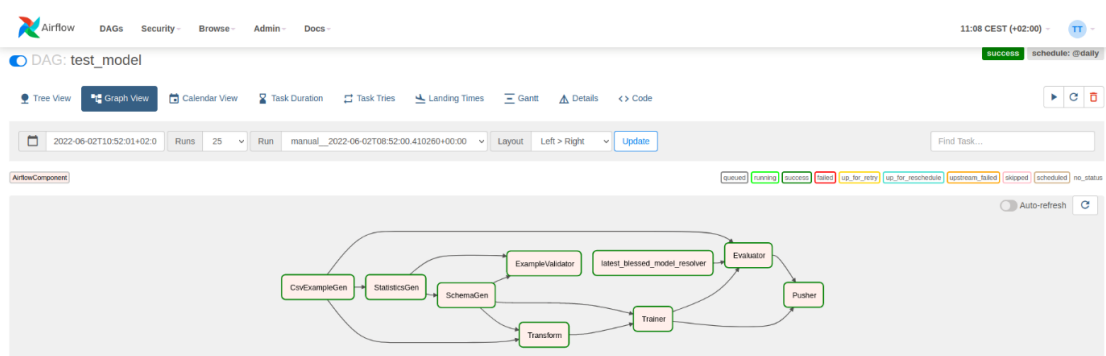 Airflow DAGs Security Browse Admin Docs 11:08 CEST (+02:00) TT
DAG: test_model success schedule: @daily
Tree View Graph View Calendar View Task Duration Task Tries Landing Times Gantt Details <> Code
2022-06-02T10:52:01+02:0 Runs 25 Run manual__2022-06-02T08:52:00.410260+00:00 Layout Left > Right Update Find Task...
AirflowComponent queued running success failed up_for_retry up_for_reschedule upstream_failed skipped scheduled no_status
Auto-refresh
Evaluator
ExampleValidator latest_blessed_model_resolver
CsvExampleGen StatisticsGen
SchemaGen Pusher
Trainer
Transform